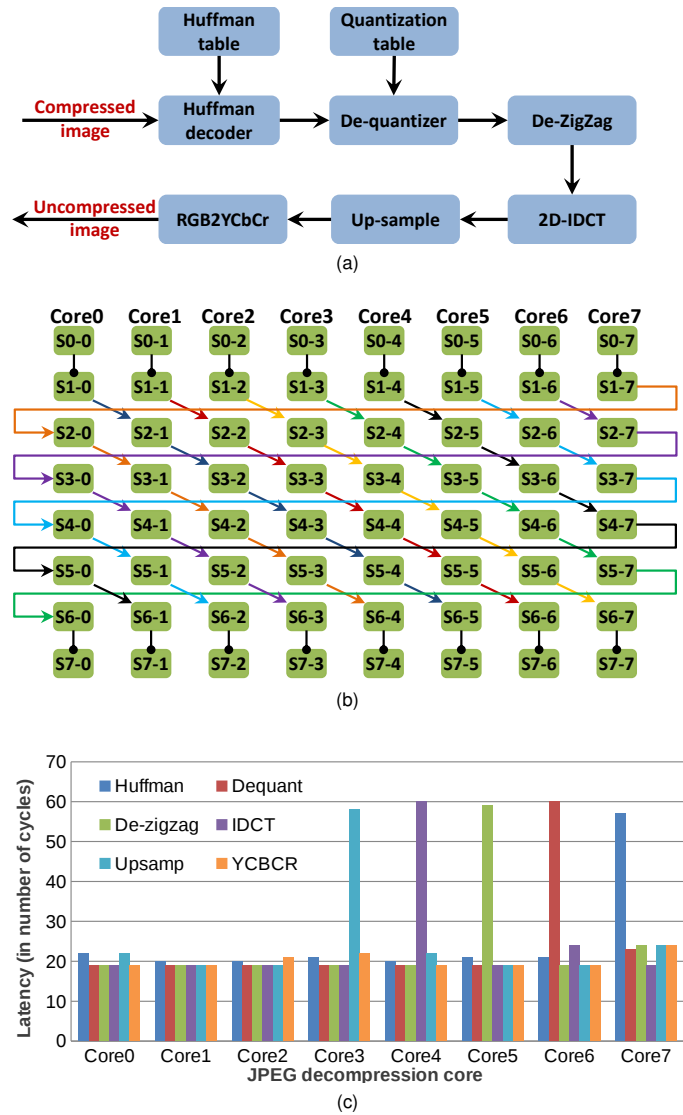 Huffman table
Quantization table
Compressed image
Huffman decoder
De-quantizer
De-ZigZag
Uncompressed image
RGB2YCbCr
Up-sample
2D-IDCT
(a)
Core0 Core1 Core2 Core3 Core4 Core5 Core6 Core7
S0-0 S0-1 S0-2 S0-3 S0-4 S0-5 S0-6 S0-7
S1-0 S1-1 S1-2 S1-3 S1-4 S1-5 S1-6 S1-7
S2-0 S2-1 S2-2 S2-3 S2-4 S2-5 S2-6 S2-7
S3-0 S3-1 S3-2 S3-3 S3-4 S3-5 S3-6 S3-7
S4-0 S4-1 S4-2 S4-3 S4-4 S4-5 S4-6 S4-7
S5-0 S5-1 S5-2 S5-3 S5-4 S5-5 S5-6 S5-7
S6-0 S6-1 S6-2 S6-3 S6-4 S6-5 S6-6 S6-7
S7-0 S7-1 S7-2 S7-3 S7-4 S7-5 S7-6 S7-7
(b)
Latency (in number of cycles)
70
60
50
40
30
20
10
0
Huffman Dequant
De-zigzag IDCT
Upsamp YCBCR
Core0 Core1 Core2 Core3 Core4 Core5 Core6 Core7
JPEG decompression core
(c)